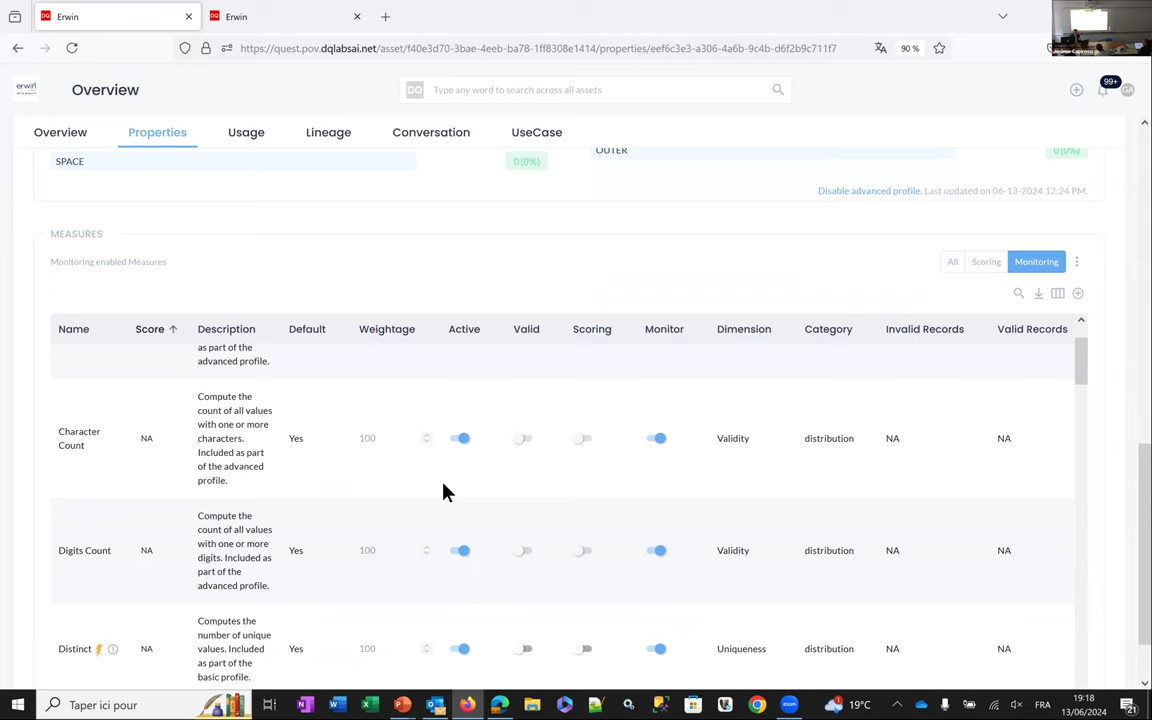 Erwin
Erwin
https://quest.pov.dqlabsai.net/asset/f40e3d70-3bae-4eeb-ba78-1ff8308e1414/properties/eef6c3e3-a306-4a6b-9c4b-d6f2b9c711f7
90 %
Jérôme Caprossi
erwin
Overview
DQ
Type any word to search across all assets
99+
GA
Overview
Properties
Usage
Lineage
Conversation
UseCase
SPACE
0 (0%)
OUTER
0 (0%)
Disable advanced profile. Last updated on 06-13-2024 12:24 PM.
MEASURES
Monitoring enabled Measures
All
Scoring
Monitoring
Name
Score
Description
Default
Weightage
Active
Valid
Scoring
Monitor
Dimension
Category
Invalid Records
Valid Records
as part of the
advanced profile.
Character
Count
NA
Compute the
count of all values
with one or more
characters.
Included as part
of the advanced
profile.
Yes
100
Validity
distribution
NA
NA
Digits Count
NA
Compute the
count of all values
with one or more
digits. Included as
part of the
advanced profile.
Yes
100
Validity
distribution
NA
NA
Distinct
NA
Computes the
number of unique
values. Included
as part of the
basic profile.
Yes
100
Uniqueness
distribution
NA
NA
Taper ici pour
zoom
19°C
FRA
19:18
13/06/2024
21